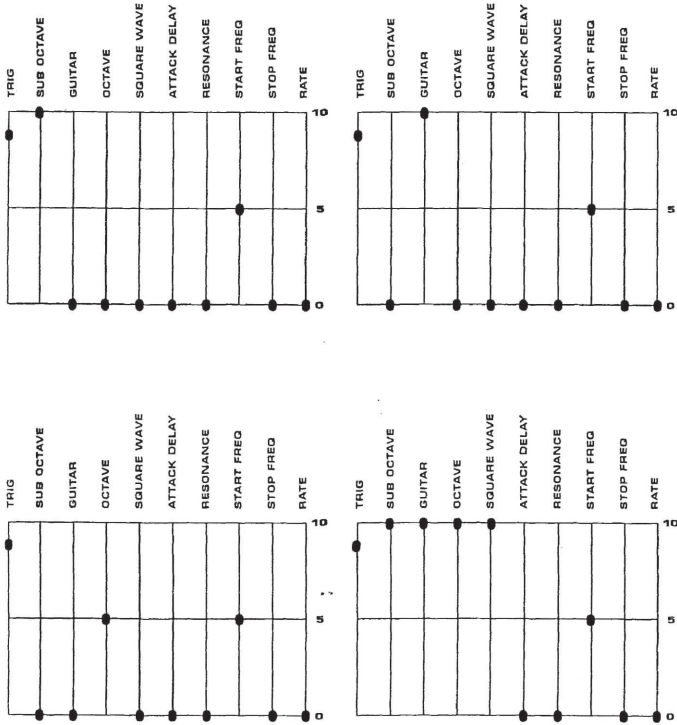 TRIG
SUB OCTAVE
GUITAR
OCTAVE
SQUARE WAVE
ATTACK DELAY
RESONANCE
START FREQ
STOP FREQ
RATE
10
5
0
TRIG
SUB OCTAVE
GUITAR
OCTAVE
SQUARE WAVE
ATTACK DELAY
RESONANCE
START FREQ
STOP FREQ
RATE
10
5
0
TRIG
SUB OCTAVE
GUITAR
OCTAVE
SQUARE WAVE
ATTACK DELAY
RESONANCE
START FREQ
STOP FREQ
RATE
10
5
0
TRIG
SUB OCTAVE
GUITAR
OCTAVE
SQUARE WAVE
ATTACK DELAY
RESONANCE
START FREQ
STOP FREQ
RATE
10
5
0